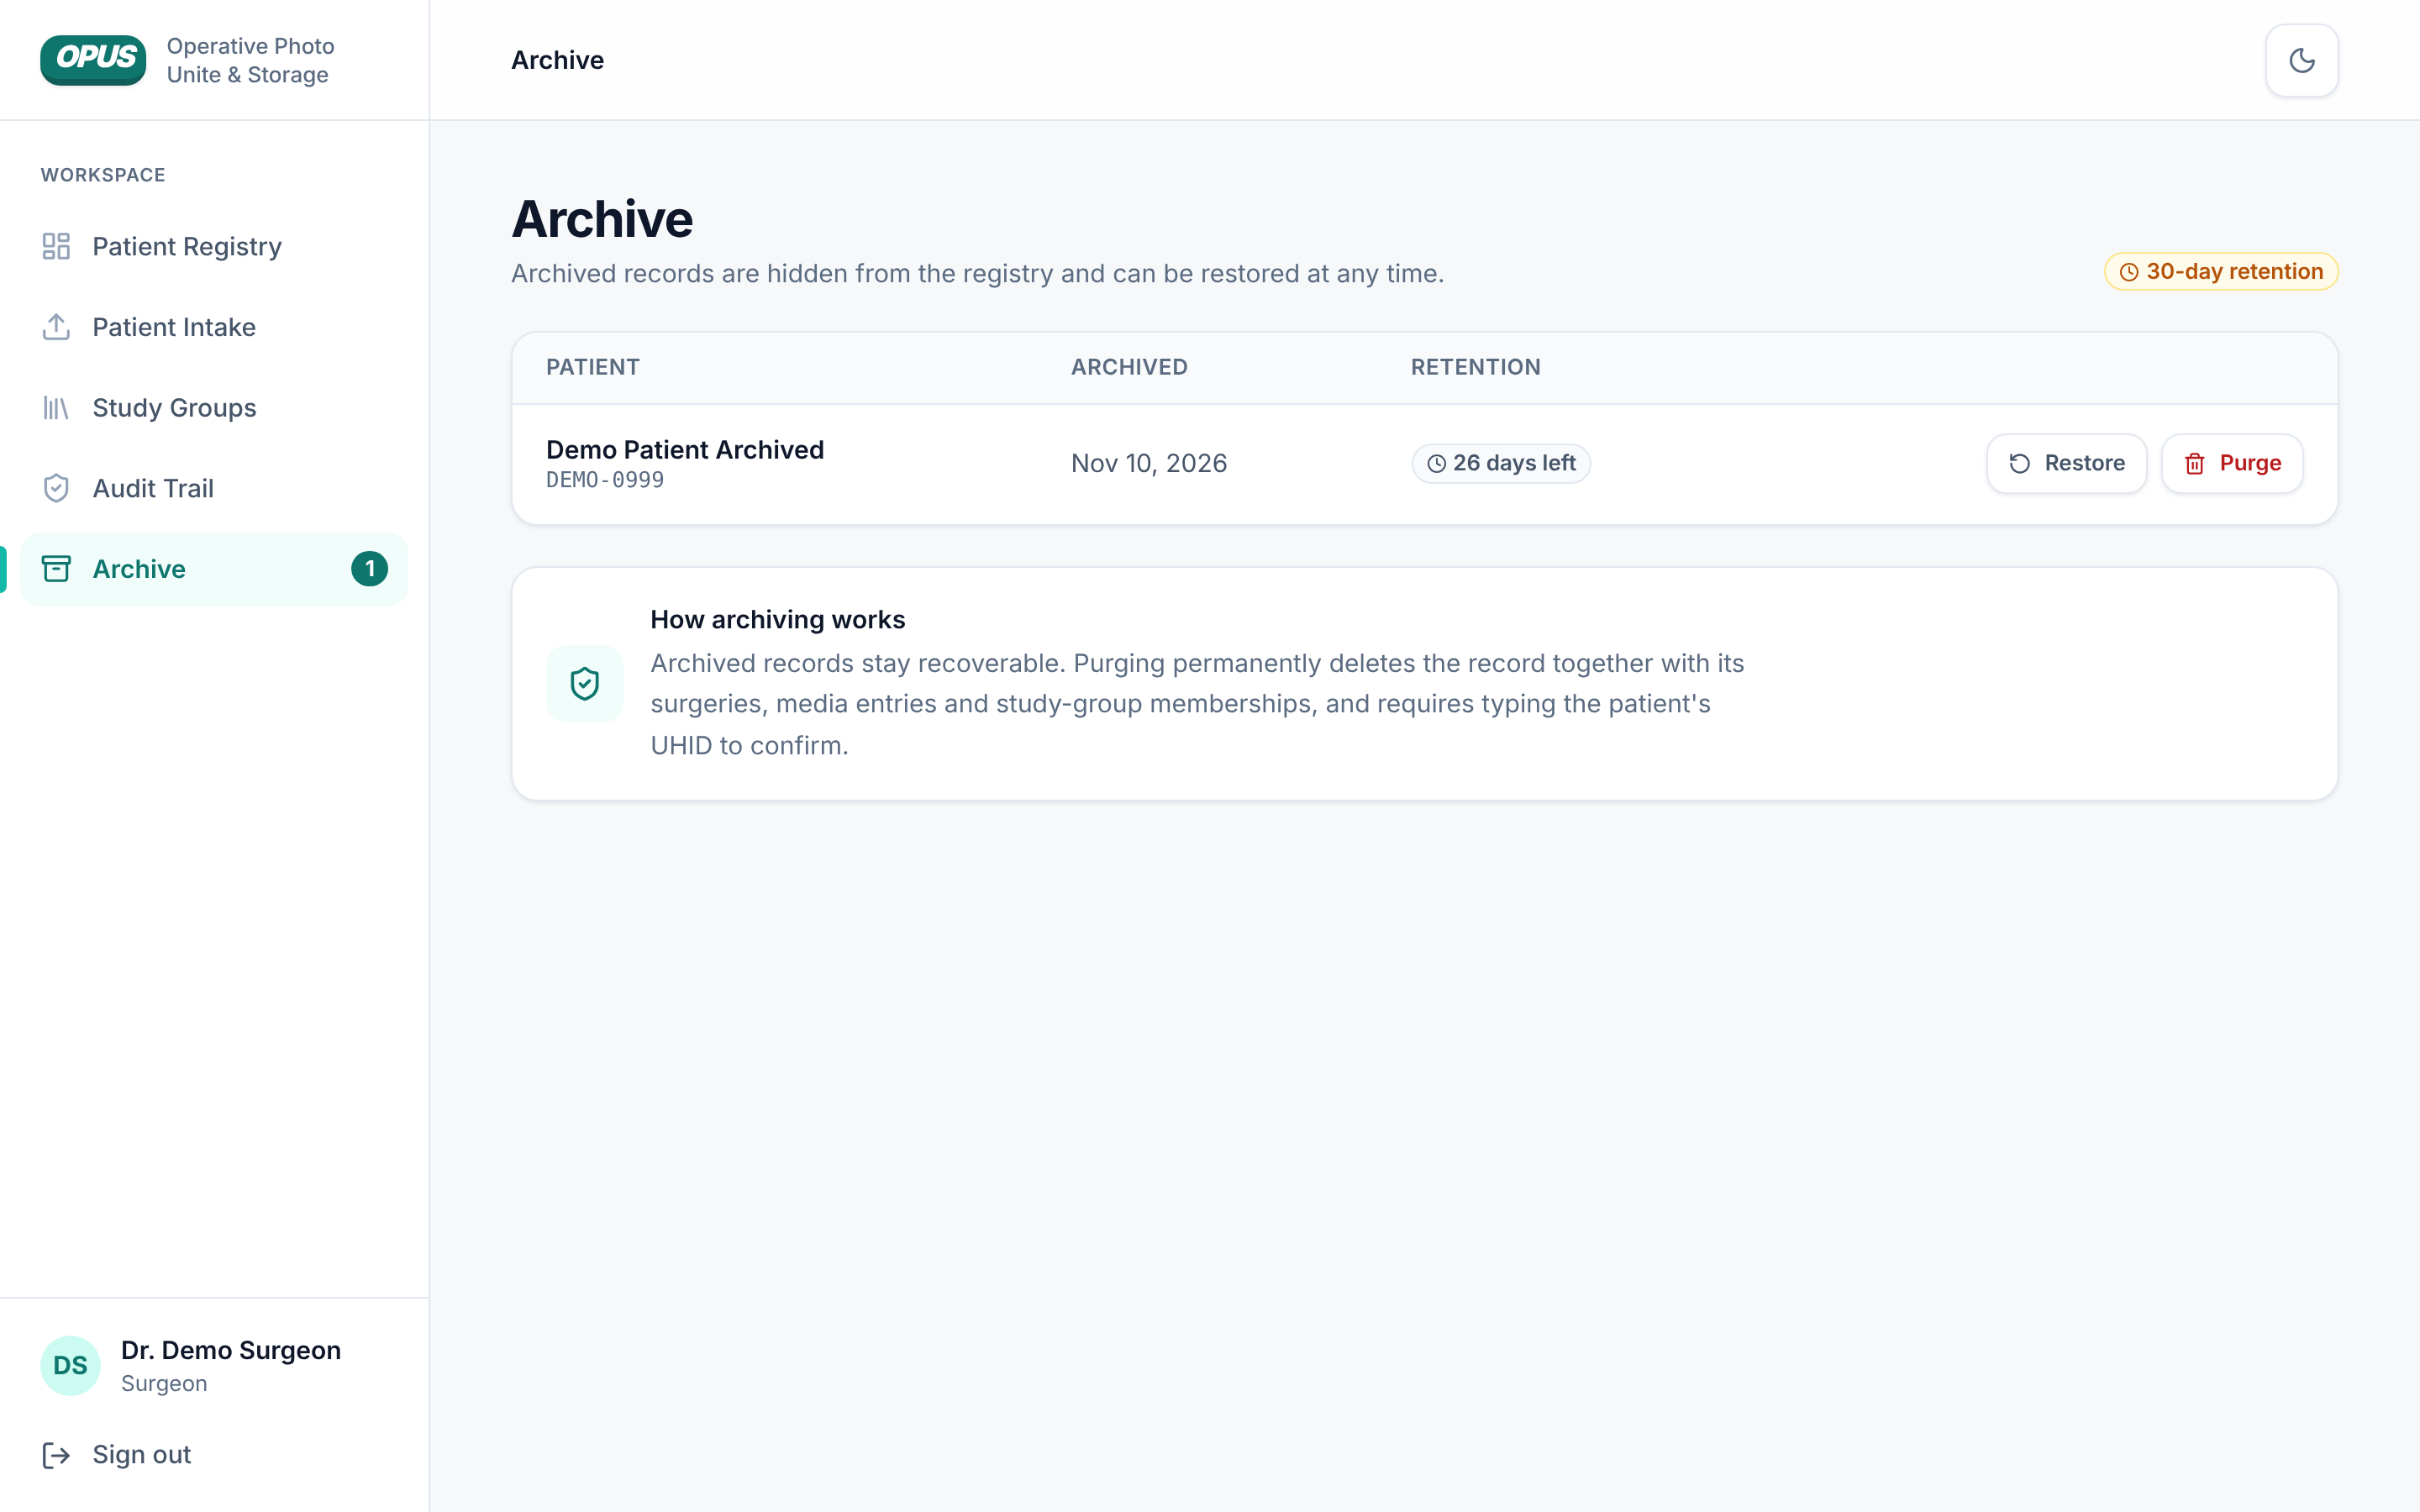 OPUS
Operative Photo
Unite & Storage
Archive
WORKSPACE
Patient Registry
Patient Intake
Study Groups
Audit Trail
Archive
1
Archive
Archived records are hidden from the registry and can be restored at any time.
30-day retention
PATIENT
ARCHIVED
RETENTION
Demo Patient Archived
DEMO-0999
Nov 10, 2026
26 days left
Restore
Purge
How archiving works
Archived records stay recoverable. Purging permanently deletes the record together with its
surgeries, media entries and study-group memberships, and requires typing the patient's
UHID to confirm.
DS
Dr. Demo Surgeon
Surgeon
Sign out